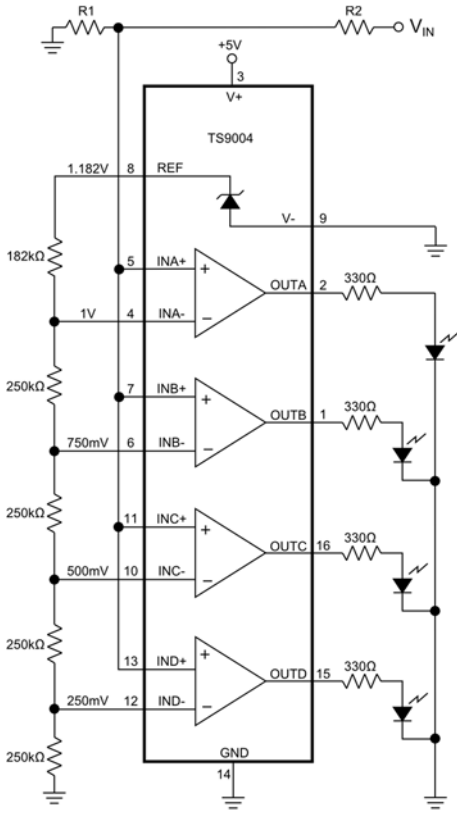 R1
R2
V_IN
+5V
3
V+
TS9004
1.182V 8 REF
V- 9
182kΩ
5 INA+
OUTA 2 330Ω
1V 4 INA-
250kΩ
7 INB+
OUTB 1 330Ω
750mV 6 INB-
250kΩ
11 INC+
OUTC 16 330Ω
500mV 10 INC-
250kΩ
13 IND+
OUTD 15 330Ω
250mV 12 IND-
250kΩ
GND
14